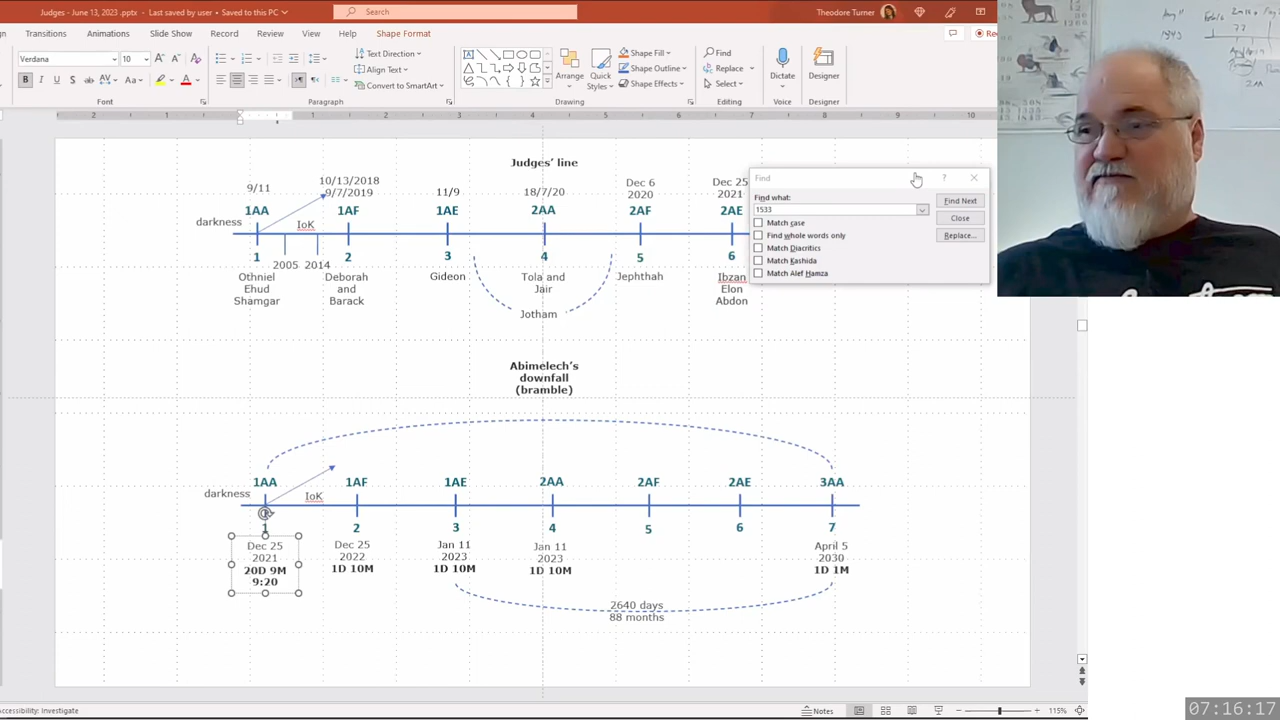 Judges - June 13, 2023 .pptx • Last saved by user • Saved to this PC
Search
Theodore Turner
Transitions
Animations
Slide Show
Record
Review
View
Help
Shape Format
Verdana
10
Text Direction
Align Text
Convert to SmartArt
Arrange
Quick
Styles
Shape Fill
Shape Outline
Shape Effects
Find
Replace
Select
Dictate
Designer
Font
Paragraph
Drawing
Editing
Voice
Designer
Judges' line
9/11
10/13/2018
9/7/2019
11/9
18/7/20
Dec 6
2020
Dec 25
2021
darkness
1AA
IoK
1AF
1AE
2AA
2AF
2AE
1
2005
2014
2
3
4
5
6
Othniel
Ehud
Shamgar
Deborah
and
Barack
Gideon
Tola and
Jair
Jephthah
Ibzan
Elon
Abdon
Jotham
Find
Find what:
1533
Match case
Find whole words only
Match Diacritics
Match Kashida
Match Alef Hamza
Find Next
Close
Replace...
Abimelech's
downfall
(bramble)
darkness
1AA
IoK
1AF
1AE
2AA
2AF
2AE
3AA
1
2
3
4
5
6
7
Dec 25
2021
20D 9M
9:20
Dec 25
2022
1D 10M
Jan 11
2023
1D 10M
Jan 11
2023
1D 10M
April 5
2030
1D 1M
2640 days
88 months
ccessibility: Investigate
Notes
115%
07:16:17